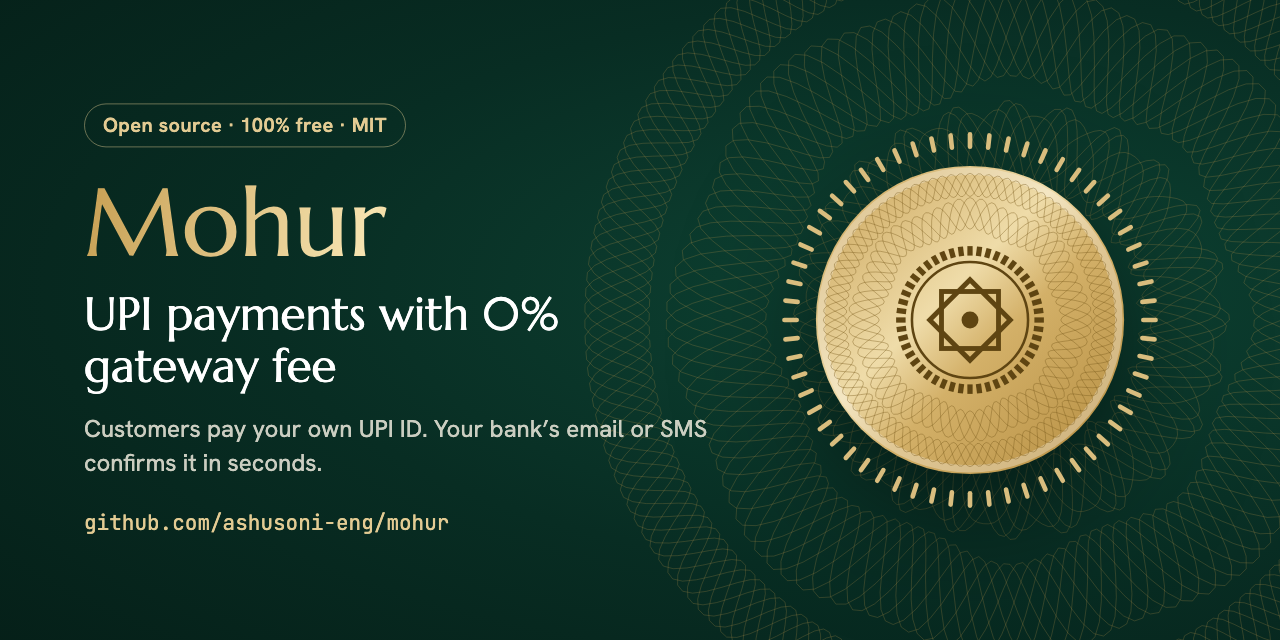 Open source · 100% free · MIT
Mohur
UPI payments with 0%
gateway fee
Customers pay your own UPI ID. Your bank’s email or SMS
confirms it in seconds.
github.com/ashusoni-eng/mohur